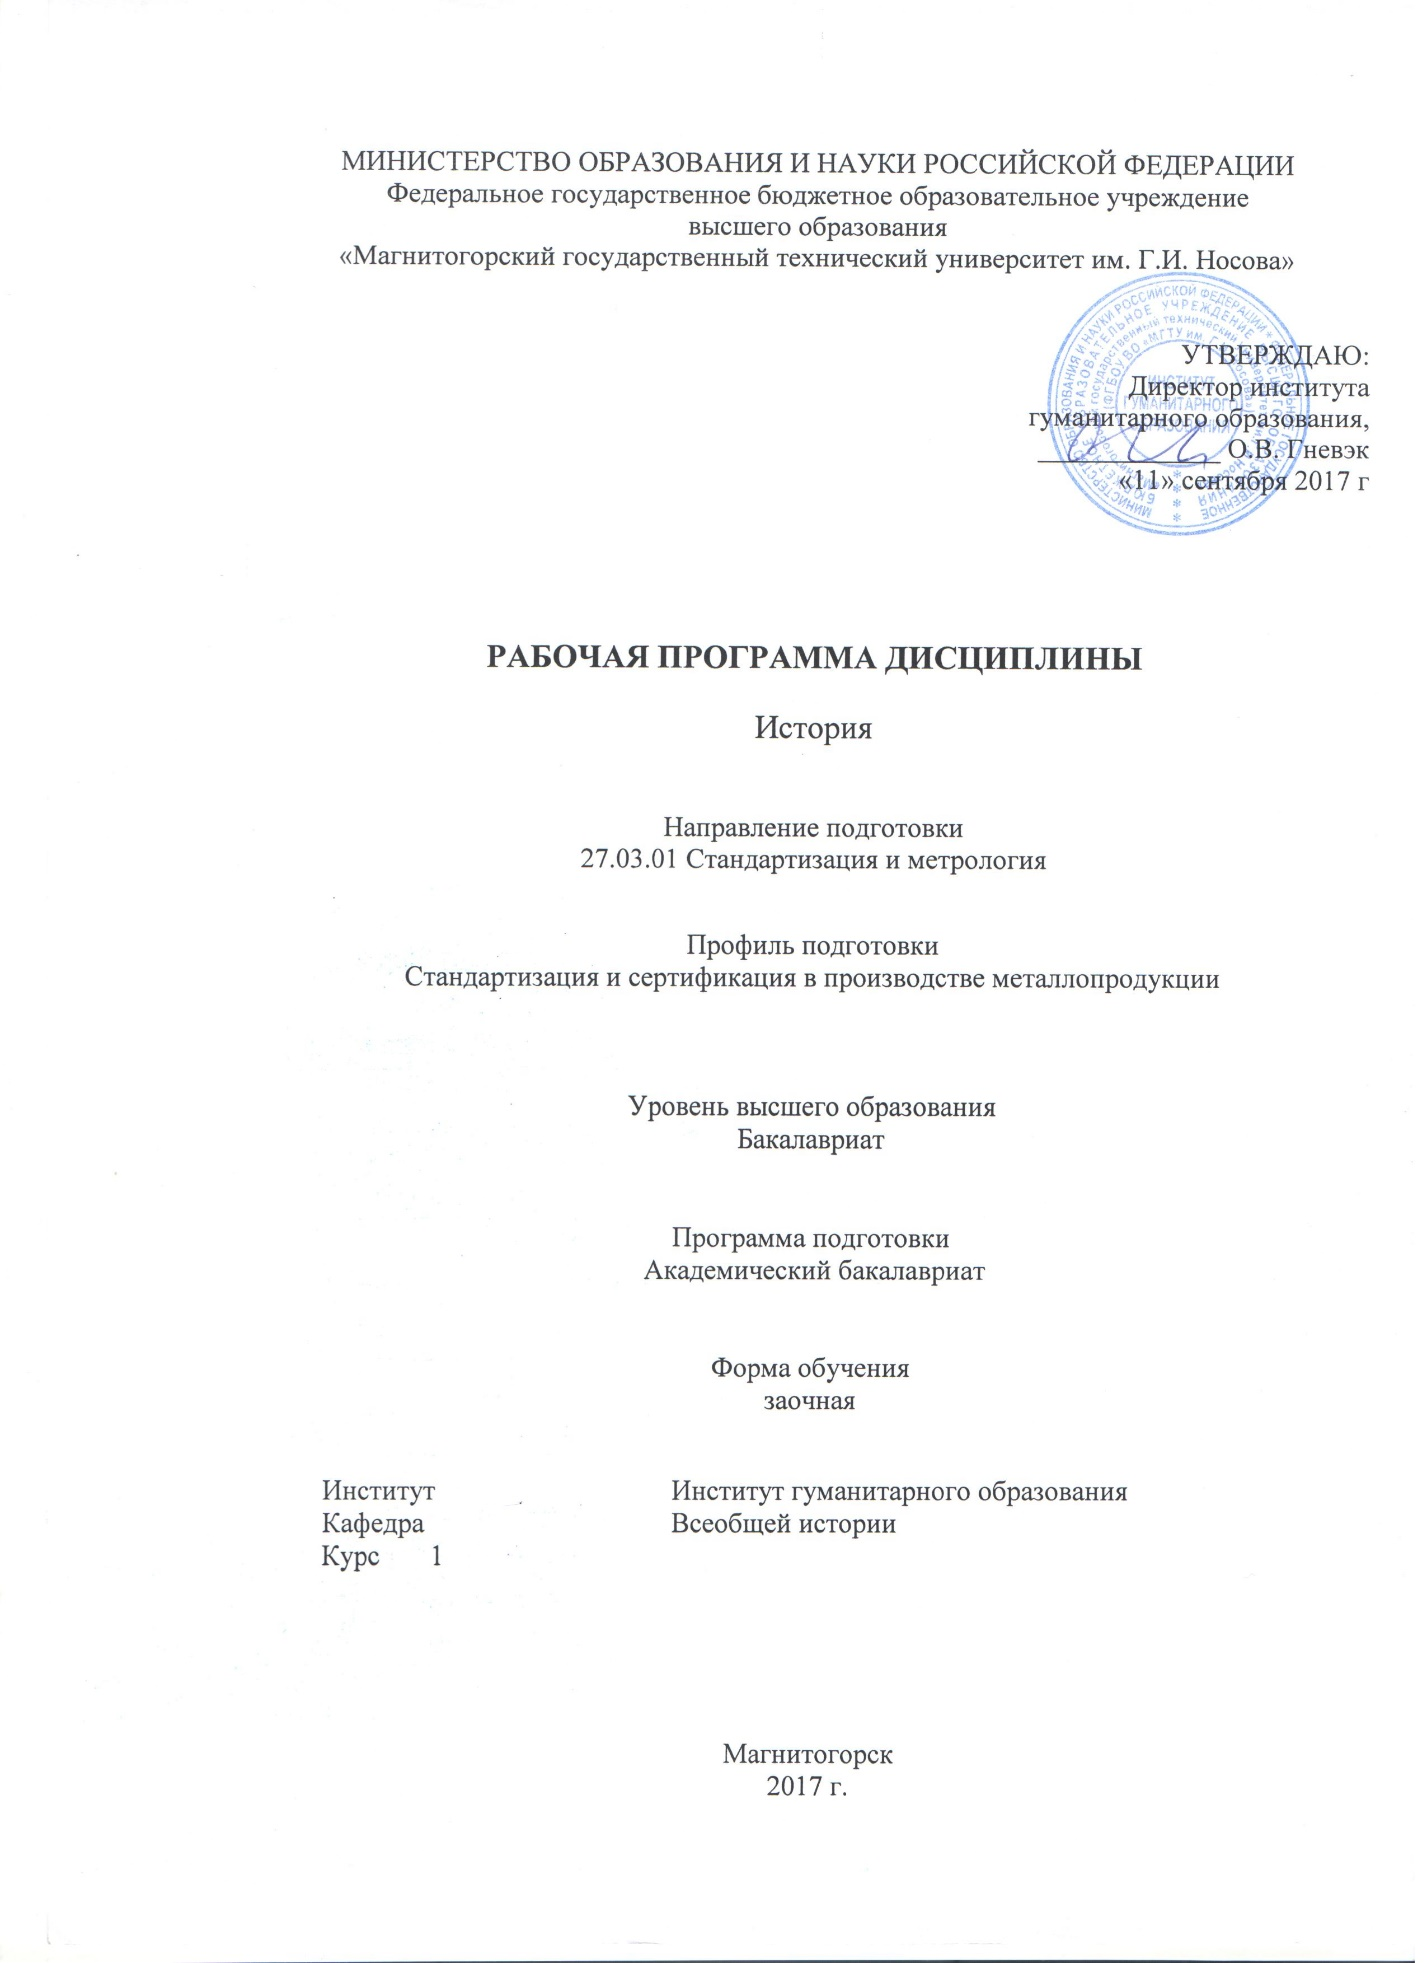 МИНИСТЕРСТВО ОБРАЗОВАНИЯ И НАУКИ РОССИЙСКОЙ ФЕДЕРАЦИИ
Федеральное государственное бюджетное образовательное учреждение
высшего образования
«Магнитогорский государственный технический университет им. Г.И. Носова»
УТВЕРЖДАЮ:
Директор института
гуманитарного образования,
О.В. Гневэк
«11» сентября 2017 г
ИНСТИТУТ
ГУМАНИТАРНОГО
ОБРАЗОВАНИЯ
РАБОЧАЯ ПРОГРАММА ДИСЦИПЛИНЫ
История
Направление подготовки
27.03.01 Стандартизация и метрология
Профиль подготовки
Стандартизация и сертификация в производстве металлопродукции
Уровень высшего образования
Бакалавриат
Программа подготовки
Академический бакалавриат
Форма обучения
заочная
Институт Институт гуманитарного образования
Кафедра Всеобщей истории
Курс 1
Магнитогорск
2017 г.